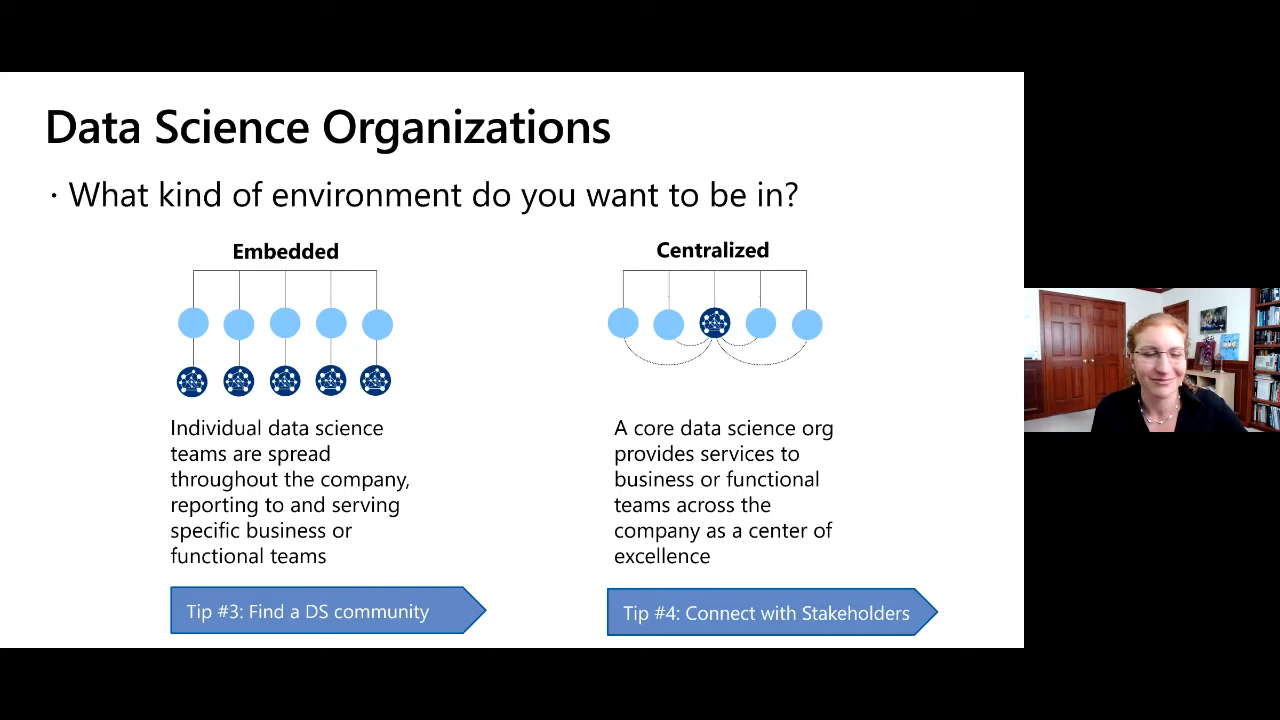 Data Science Organizations
· What kind of environment do you want to be in?
Embedded
Individual data science
teams are spread
throughout the company,
reporting to and serving
specific business or
functional teams
Tip #3: Find a DS community
Centralized
A core data science org
provides services to
business or functional
teams across the
company as a center of
excellence
Tip #4: Connect with Stakeholders